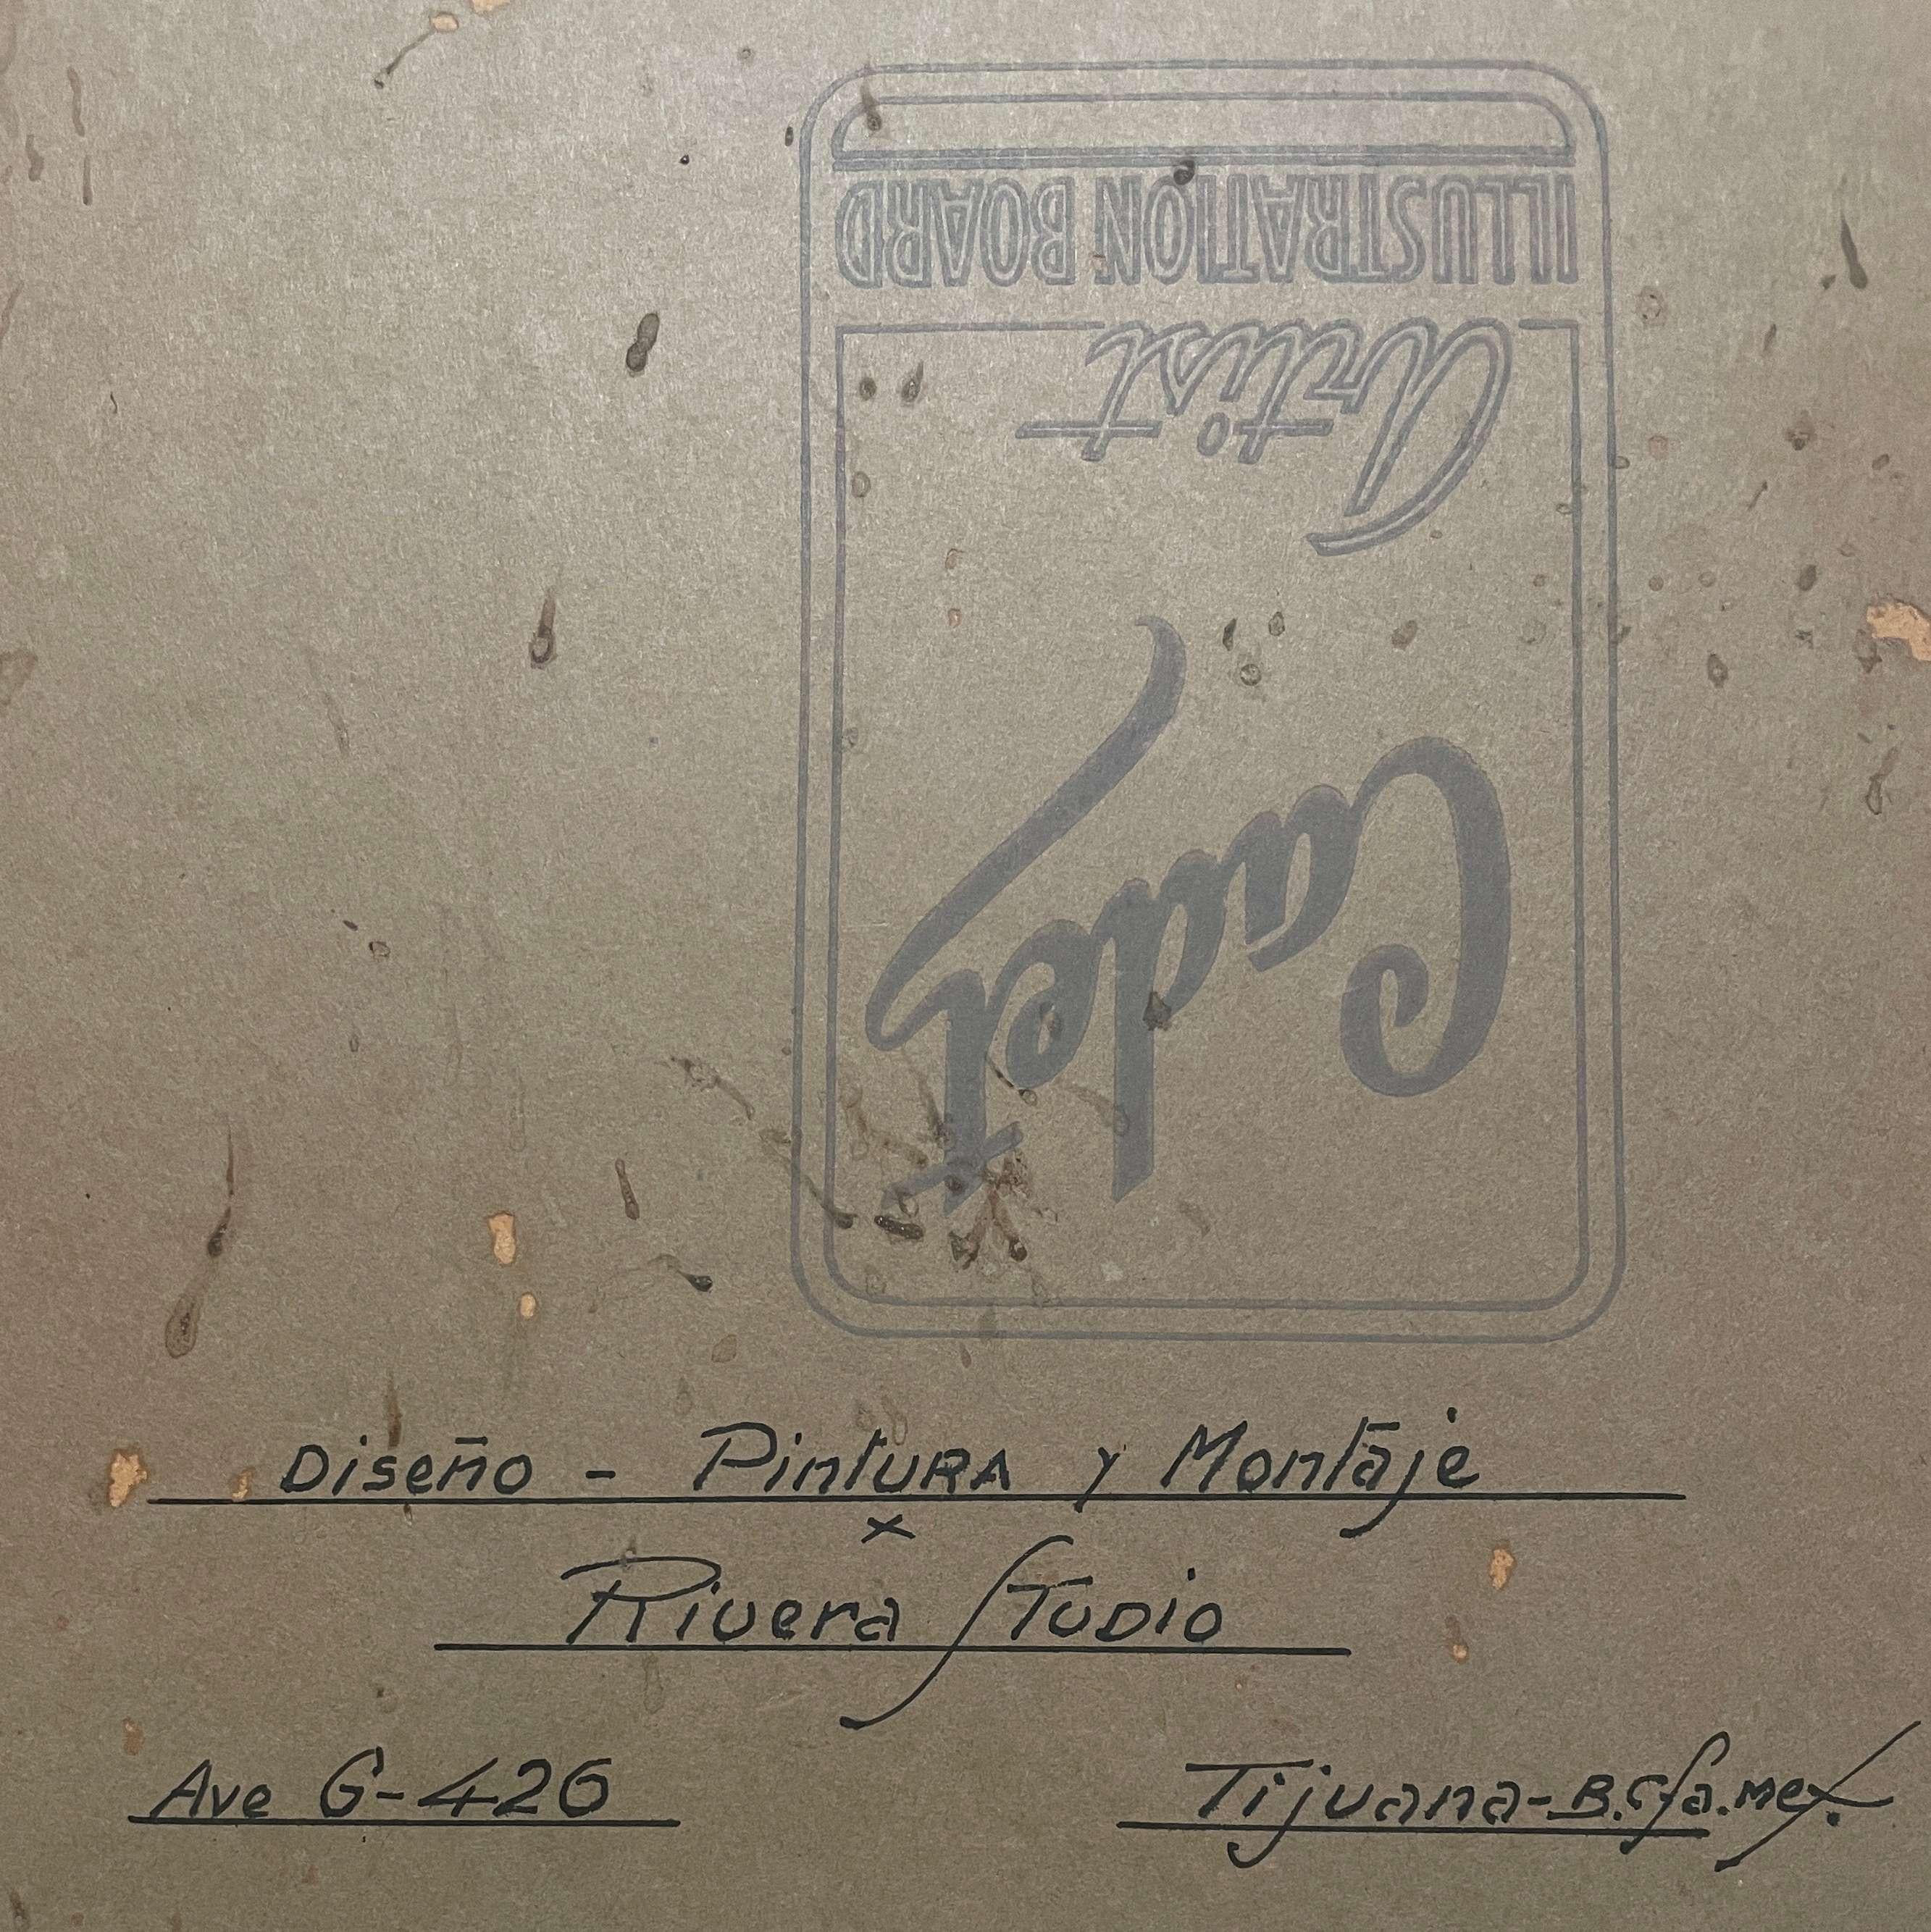 ILLUSTRATION BOARD
Artist
Cadet
Diseño - Pintura y Montaje
x
Rivera Studio
Ave G-426
Tijuana-B.Cfa.Mex.